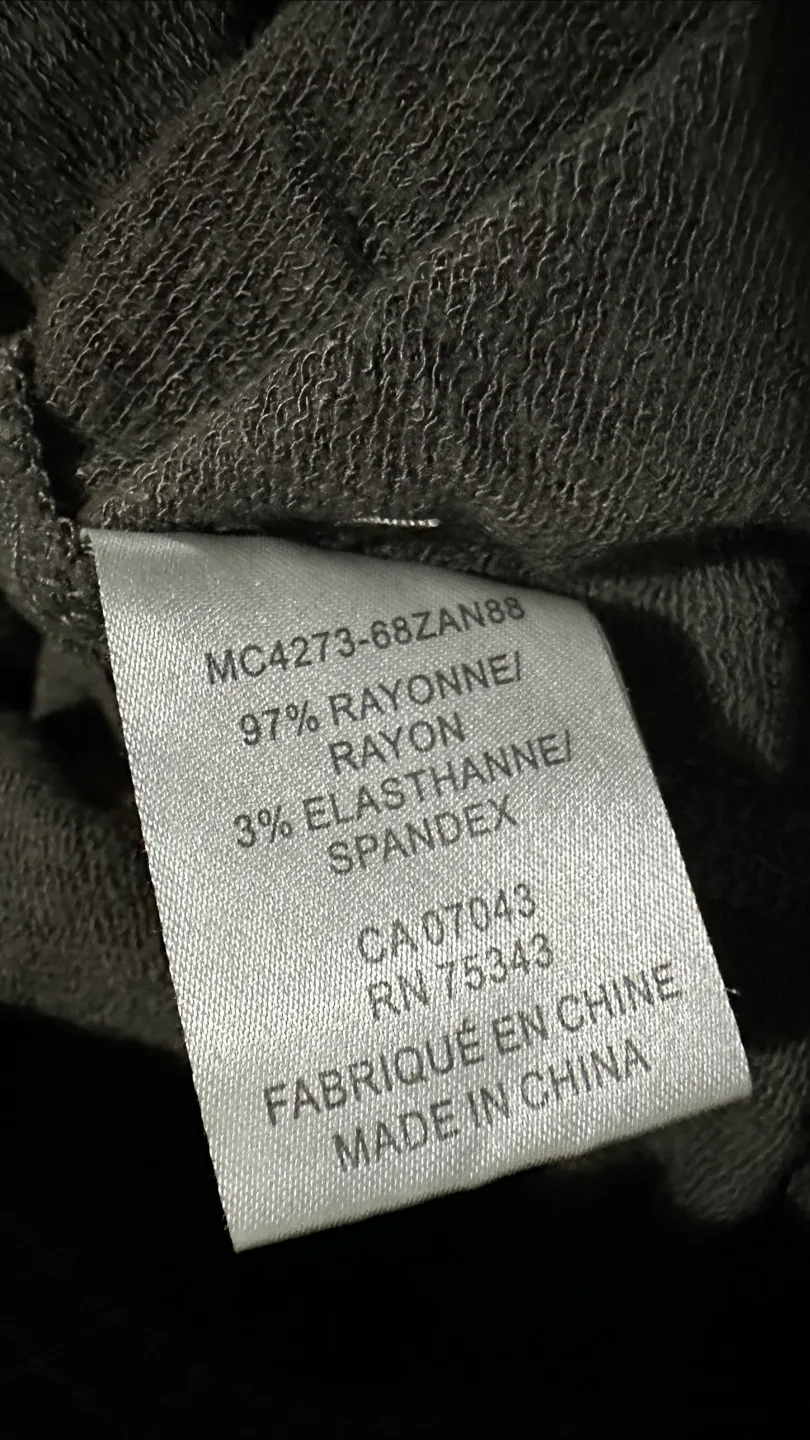 MC4273-68ZAN88
97% RAYONNE/
RAYON
3% ELASTHANNE/
SPANDEX
CA 07043
RN 75343
FABRIQUÉ EN CHINE
MADE IN CHINA